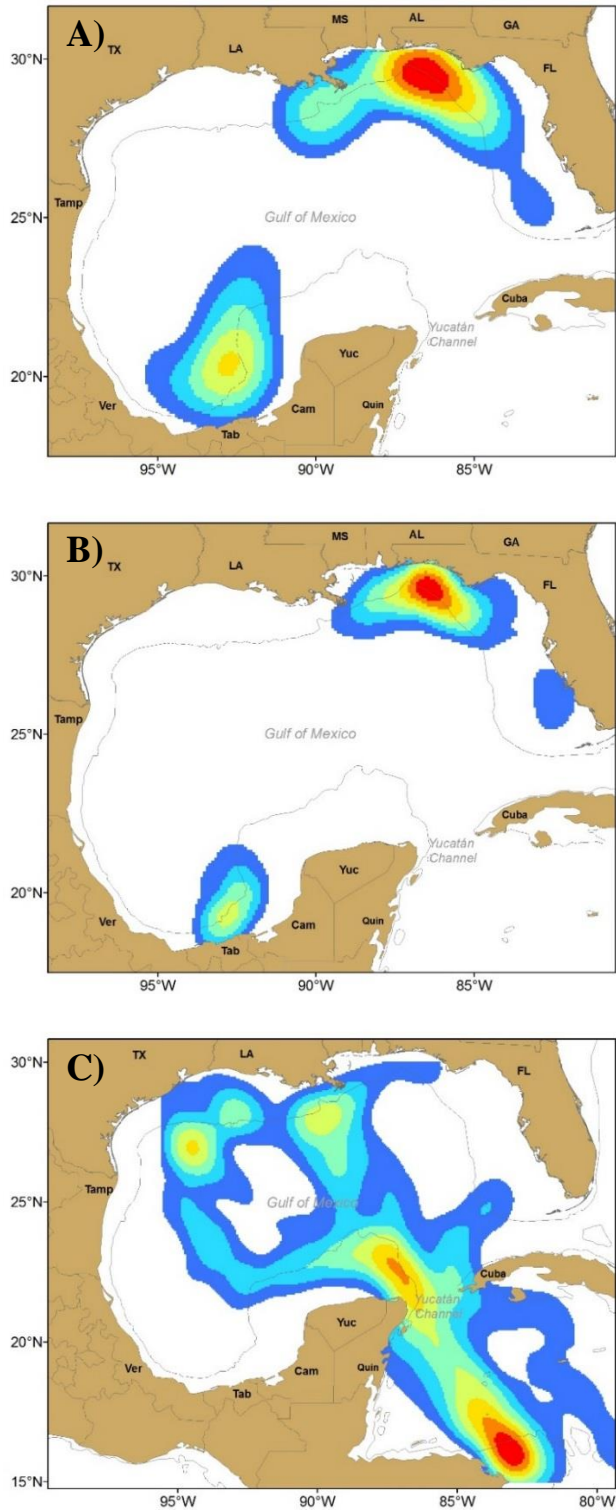 A)
MS AL GA
TX LA FL
30°N
25°N
Tamp
Gulf of Mexico
Cuba
Yucatán
Channel
20°N
Yuc
Ver Cam Quin
Tab
95°W 90°W 85°W
B)
MS AL GA
TX LA FL
30°N
25°N
Tamp
Gulf of Mexico
Cuba
Yucatán
Channel
20°N
Yuc
Ver Cam Quin
Tab
95°W 90°W 85°W
C)
TX LA FL
30°N
25°N
Tamp
Gulf of Mexico
Cuba
Yucatán
Channel
20°N
Yuc
Ver Cam Quin
Tab
15°N
95°W 90°W 85°W 80°W